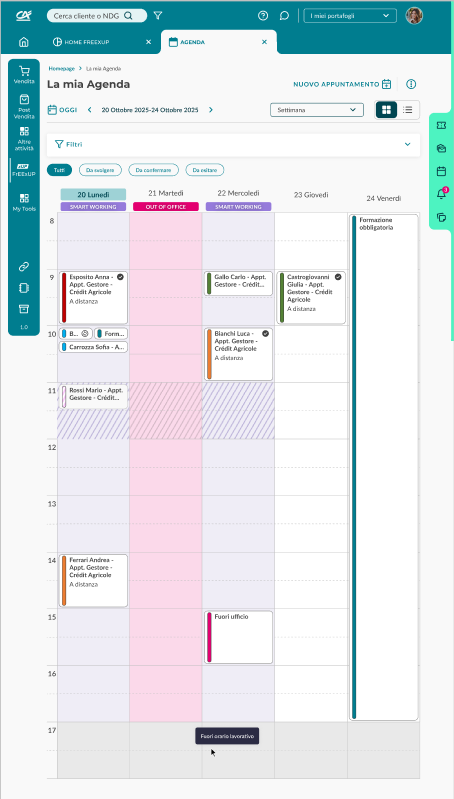 CA
Cerca cliente o NDG
I miei portafogli
HOME FREEXUP
AGENDA
Vendita
Post
Vendita
Altre
attività
FrEExUP
My Tools
1.0
3
Homepage > La mia Agenda
La mia Agenda
NUOVO APPUNTAMENTO
OGGI
20 Ottobre 2025-24 Ottobre 2025
Settimana
Filtri
Tutti
Da svolgere
Da confermare
Da esitare
20 Lunedì
21 Martedì
22 Mercoledì
23 Giovedì
24 Venerdì
SMART WORKING
OUT OF OFFICE
SMART WORKING
8
Formazione
obbligatoria
9
Esposito Anna -
Appt. Gestore -
Crédit Agricole
A distanza
Gallo Carlo - Appt.
Gestore - Crédit...
Castrogiovanni
Giulia - Appt.
Gestore - Crédit
Agricole
A distanza
10
B...
Form...
Carrozza Sofia - A...
Bianchi Luca -
Appt. Gestore -
Crédit Agricole
A distanza
11
Rossi Mario - Appt.
Gestore - Crédit...
12
13
14
Ferrari Andrea -
Appt. Gestore -
Crédit Agricole
A distanza
15
Fuori ufficio
16
17
Fuori orario lavorativo